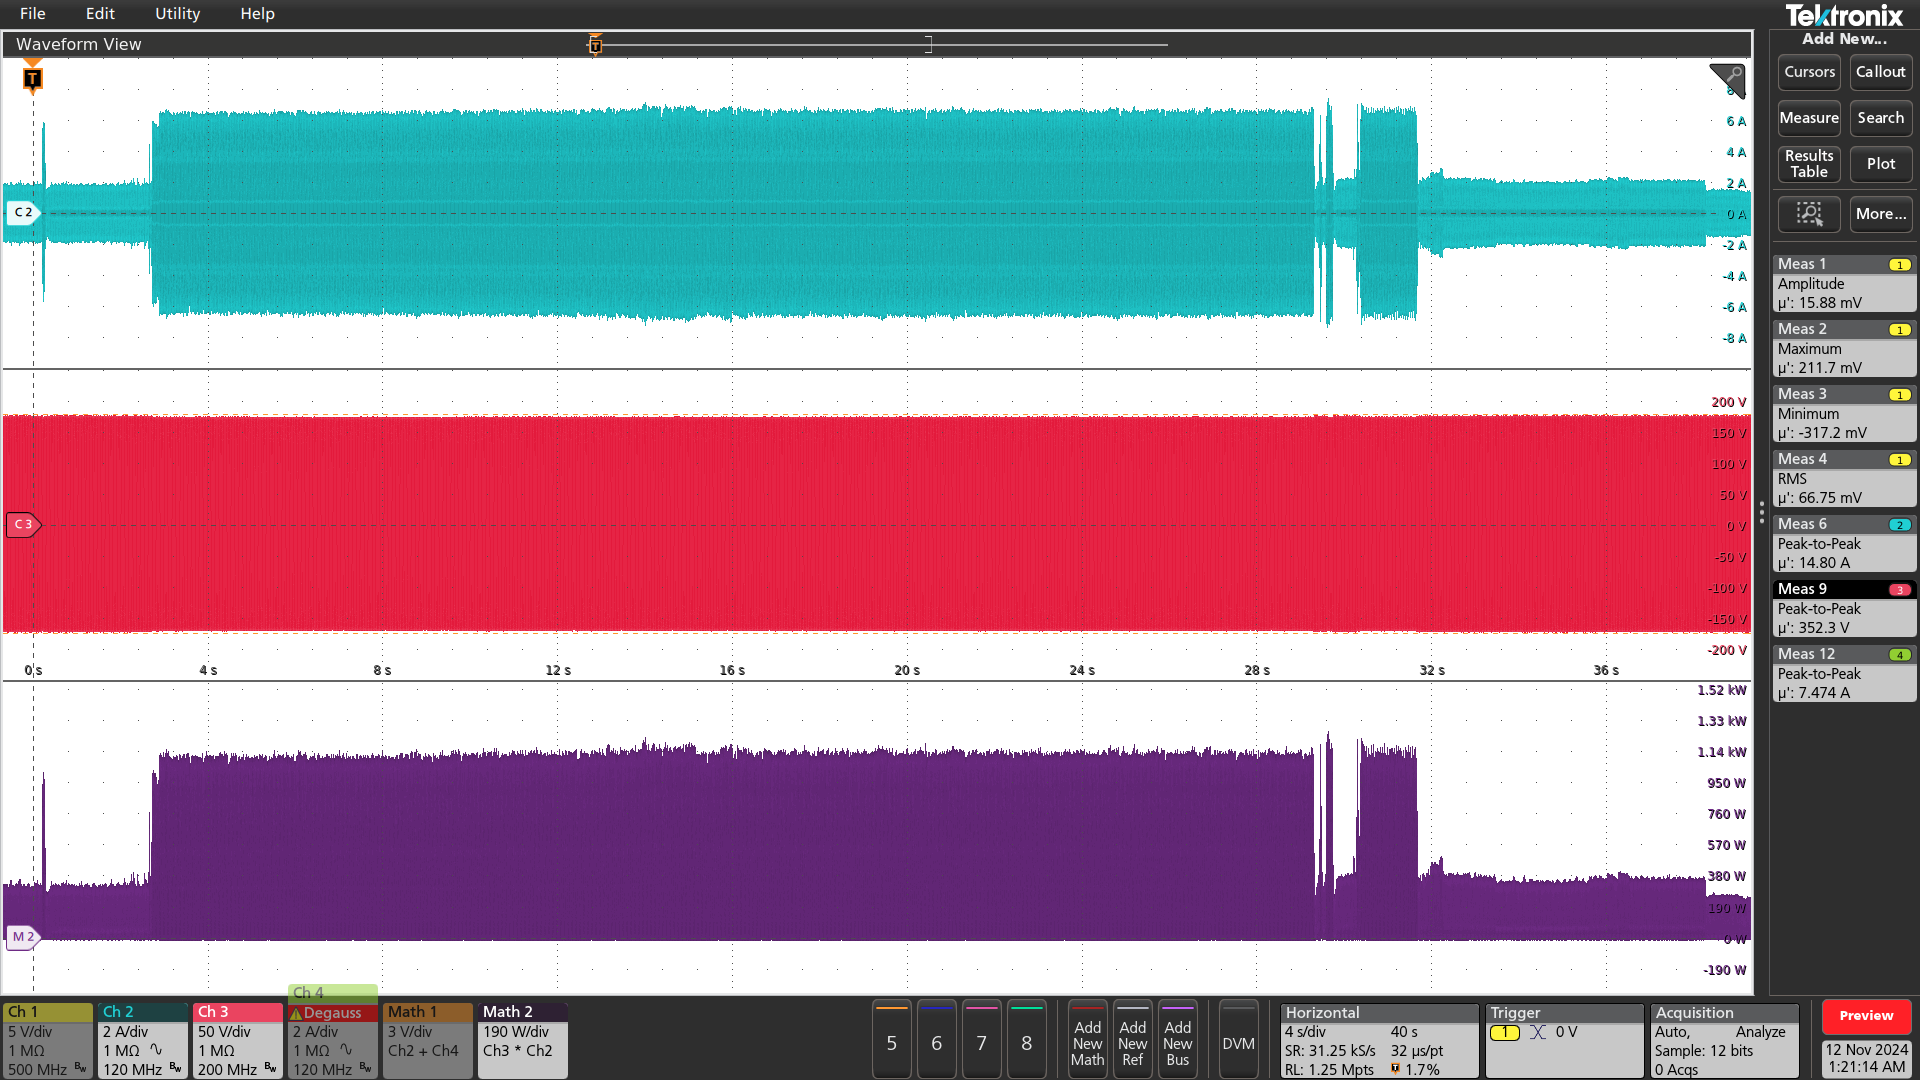 File Edit Utility Help
Tektronix
Waveform View
Add New...
T
T
Cursors Callout
Measure Search
Results Table Plot
More...
8
6 A
4 A
2 A
0 A
-2 A
-4 A
-6 A
-8 A
C 2
200 V
150 V
100 V
50 V
0 V
-50 V
-100 V
-150 V
-200 V
C 3
0 s 4 s 8 s 12 s 16 s 20 s 24 s 28 s 32 s 36 s
1.52 kW
1.33 kW
1.14 kW
950 W
760 W
570 W
380 W
190 W
0 W
-190 W
M 2
Meas 1 1
Amplitude
µ': 15.88 mV
Meas 2 1
Maximum
µ': 211.7 mV
Meas 3 1
Minimum
µ': -317.2 mV
Meas 4 1
RMS
µ': 66.75 mV
Meas 6 2
Peak-to-Peak
µ': 14.80 A
Meas 9 3
Peak-to-Peak
µ': 352.3 V
Meas 12 4
Peak-to-Peak
µ': 7.474 A
Ch 1
5 V/div
1 MΩ
500 MHz Bw
Ch 2
2 A/div
1 MΩ
120 MHz Bw
Ch 3
50 V/div
1 MΩ
200 MHz Bw
Ch 4
Degauss
2 A/div
1 MΩ
120 MHz Bw
Math 1
3 V/div
Ch2 + Ch4
Math 2
190 W/div
Ch3 * Ch2
5 6 7 8
Add New Math
Add New Ref
Add New Bus
DVM
Horizontal
4 s/div 40 s
SR: 31.25 kS/s 32 µs/pt
RL: 1.25 Mpts T 1.7%
Trigger
1 0 V
Acquisition
Auto, Analyze
Sample: 12 bits
0 Acqs
Preview
12 Nov 2024
1:21:14 AM